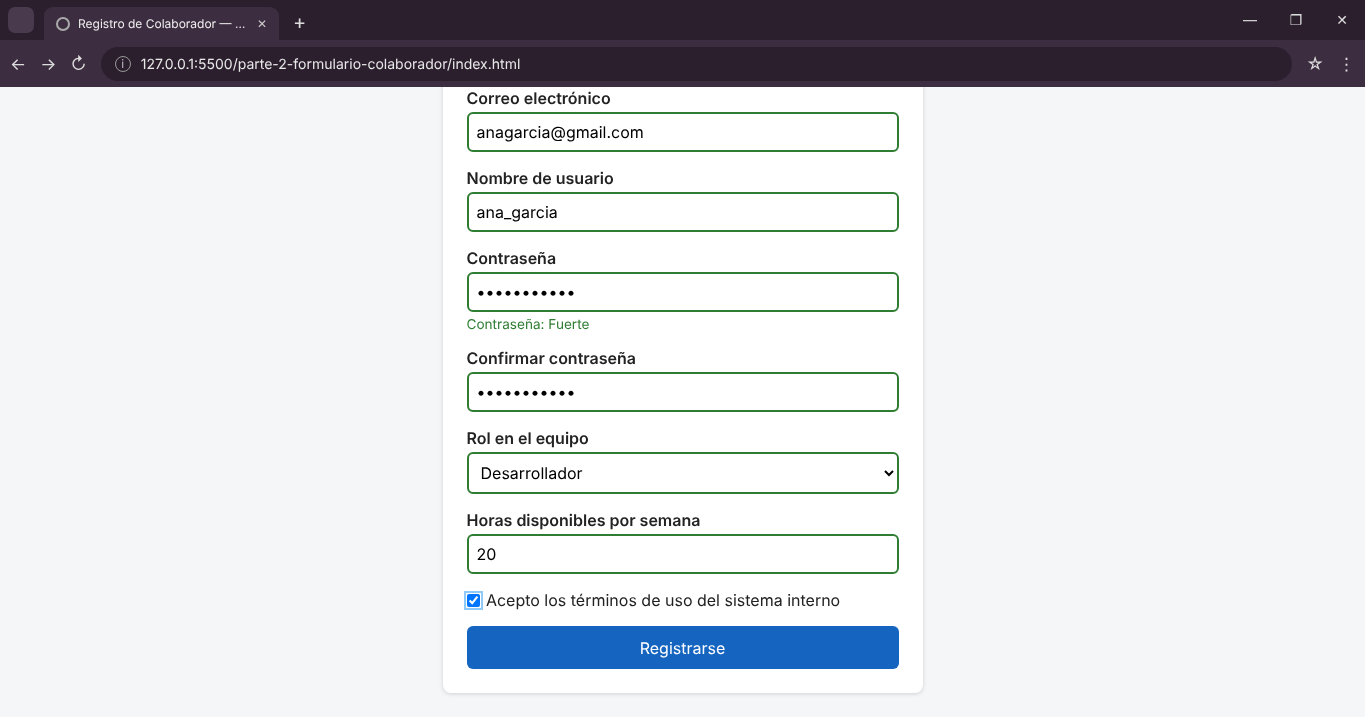 Registro de Colaborador — ...
127.0.0.1:5500/parte-2-formulario-colaborador/index.html
Correo electrónico
anagarcia@gmail.com
Nombre de usuario
ana_garcia
Contraseña
•••••••••••
Contraseña: Fuerte
Confirmar contraseña
•••••••••••
Rol en el equipo
Desarrollador
Horas disponibles por semana
20
Acepto los términos de uso del sistema interno
Registrarse